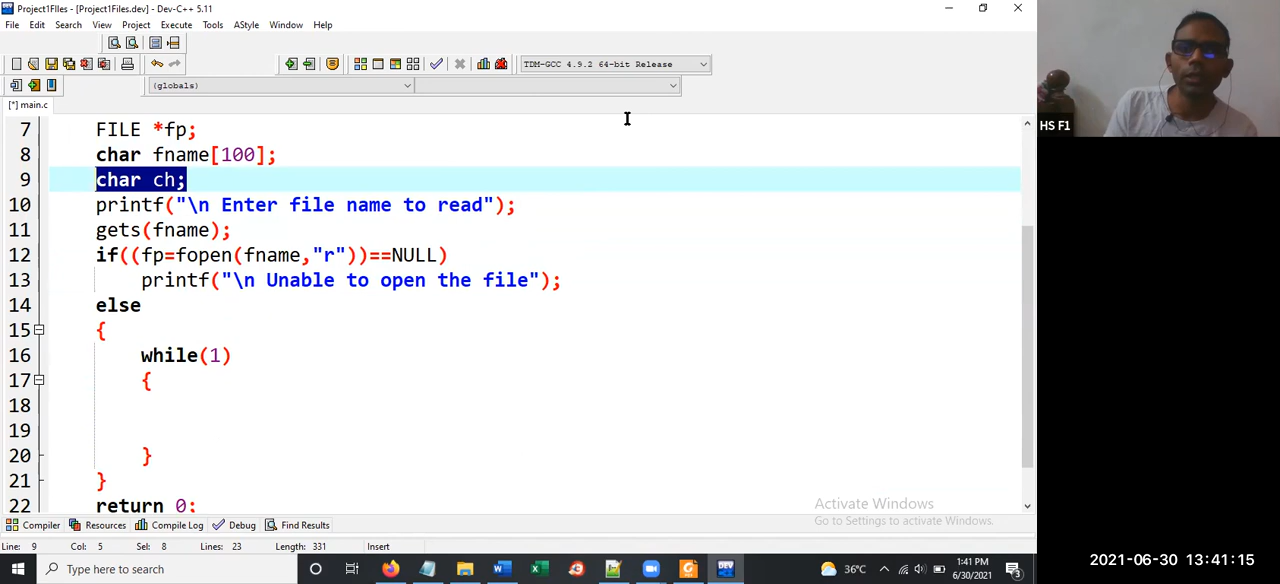 Project1FIles - [Project1Files.dev] - Dev-C++ 5.11
File Edit Search View Project Execute Tools AStyle Window Help
TDM-GCC 4.9.2 64-bit Release
(globals)
[*] main.c
7 FILE *fp;
8 char fname[100];
9 char ch;
10 printf("\n Enter file name to read");
11 gets(fname);
12 if((fp=fopen(fname,"r"))==NULL)
13 printf("\n Unable to open the file");
14 else
15 {
16 while(1)
17 {
18
19
20 }
21 }
22 return 0;
HS F1
Activate Windows
Go to Settings to activate Windows.
Compiler Resources Compile Log Debug Find Results
Line: 9 Col: 5 Sel: 8 Lines: 23 Length: 331 Insert
Type here to search
DEV
36°C
1:41 PM
6/30/2021
3
2021-06-30 13:41:15